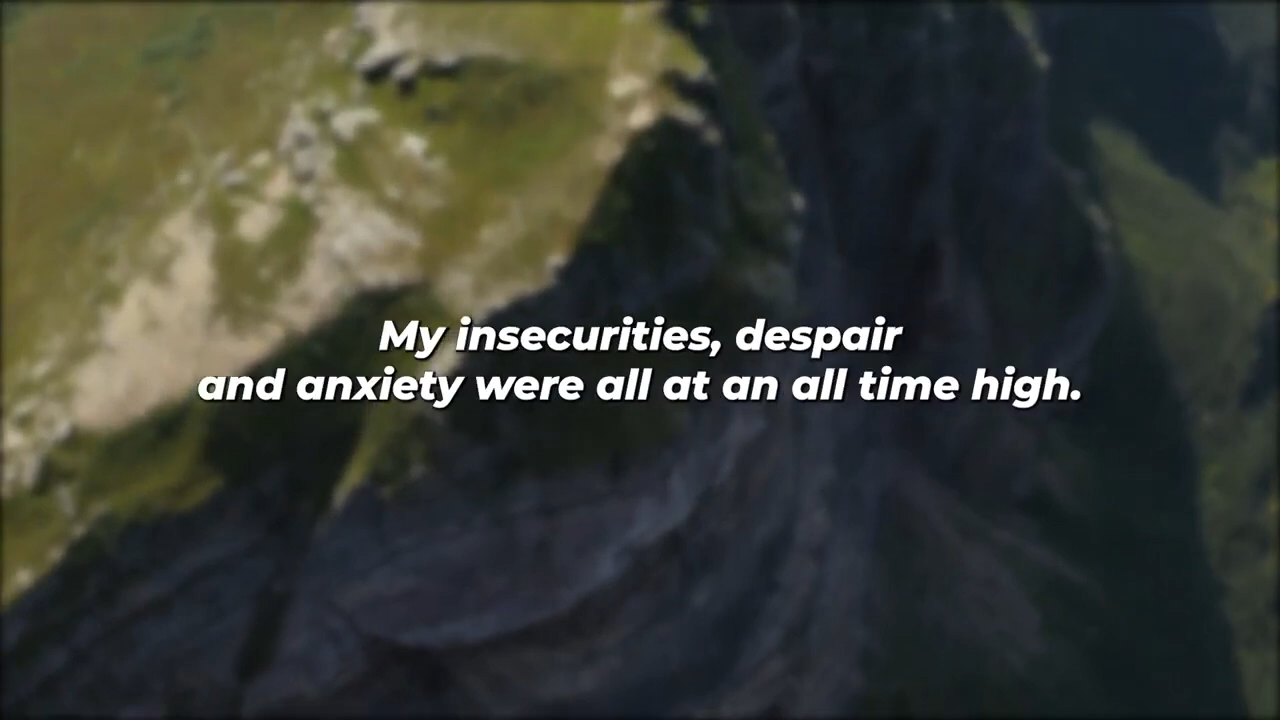 My insecurities, despair
and anxiety were all at an all time high.